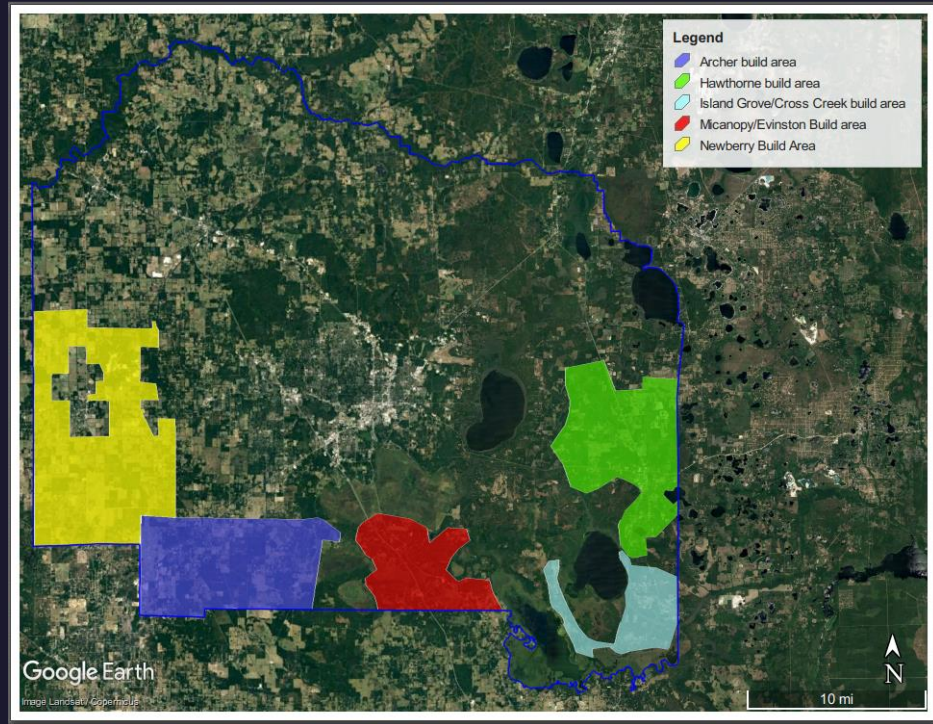 Legend
Archer build area
Hawthorne build area
Island Grove/Cross Creek build area
Micanopy/Evinston Build area
Newberry Build Area
Google Earth
Image Landsat / Copernicus
N
10 mi